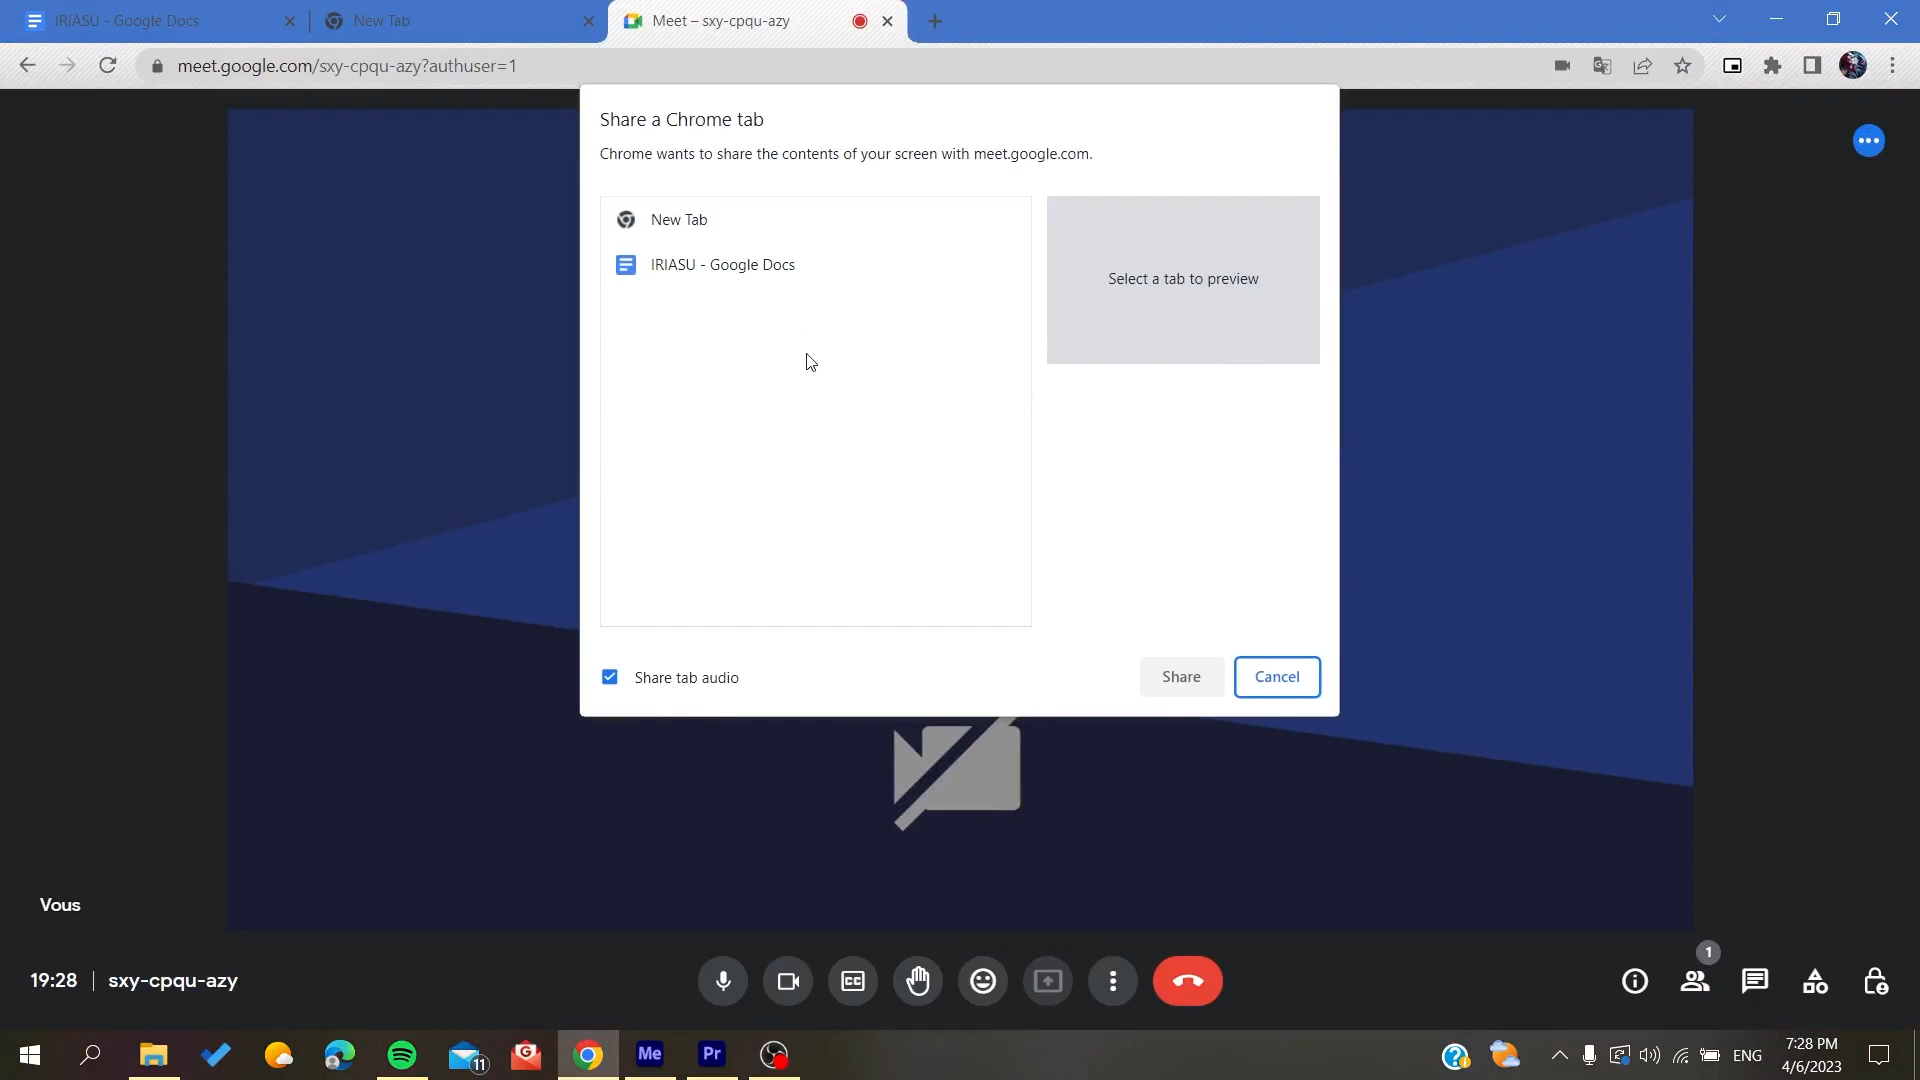 IRIASU - Google Docs
New Tab
Meet – sxy-cpqu-azy
meet.google.com/sxy-cpqu-azy?authuser=1
Share a Chrome tab
Chrome wants to share the contents of your screen with meet.google.com.
New Tab
IRIASU - Google Docs
Select a tab to preview
Share tab audio
Share
Cancel
Vous
19:28
sxy-cpqu-azy
CC
1
11
G
Me
Pr
ENG
7:28 PM
4/6/2023